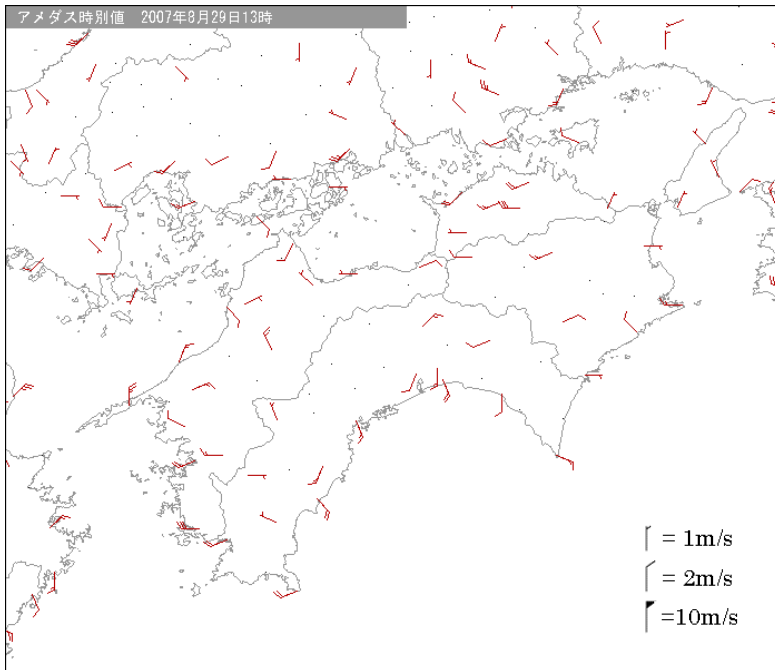 アメダス時別値 2007年8月29日13時
= 1m/s
= 2m/s
=10m/s